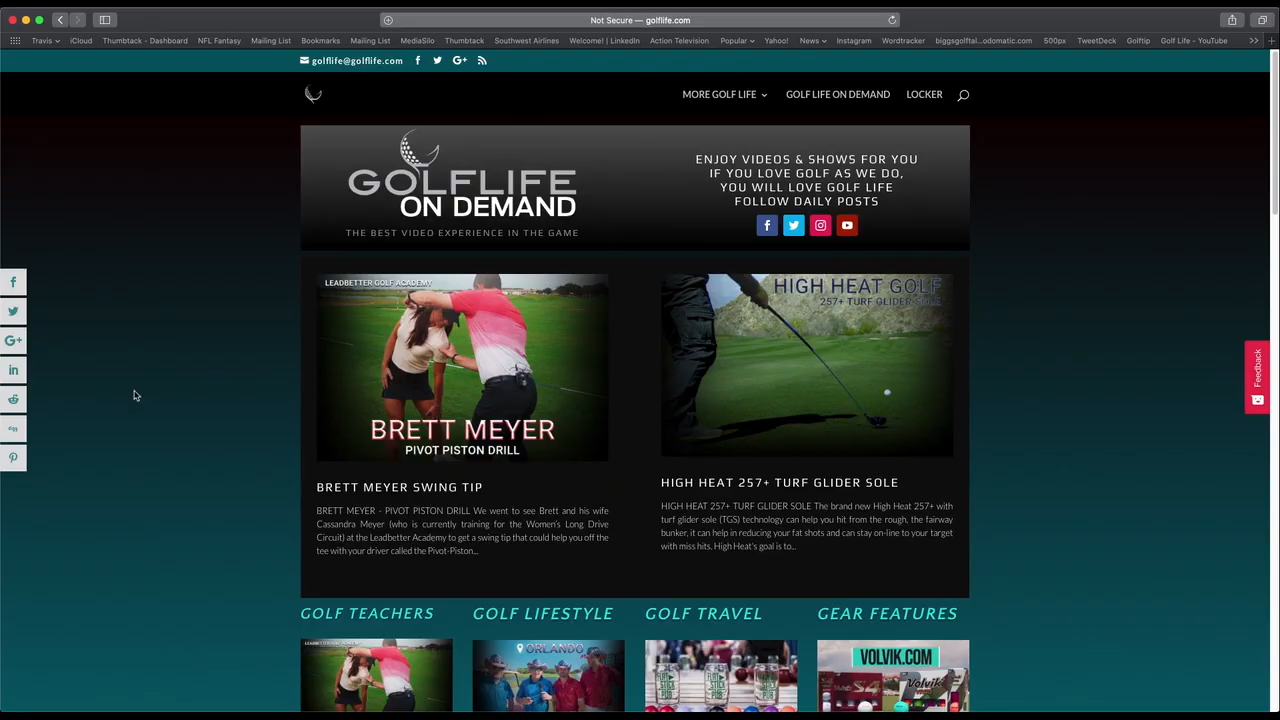 Not Secure — golflife.com
Travis
iCloud
Thumbtack - Dashboard
NFL Fantasy
Mailing List
Bookmarks
Mailing List
MediaSilo
Thumbtack
Southwest Airlines
Welcome! | LinkedIn
Action Television
Popular
Yahoo!
News
Instagram
Wordtracker
biggsgolftal...odomatic.com
500px
TweetDeck
Golftip
Golf Life - YouTube
golflife@golflife.com
MORE GOLF LIFE
GOLF LIFE ON DEMAND
LOCKER
GOLFLIFE
ON DEMAND
THE BEST VIDEO EXPERIENCE IN THE GAME
ENJOY VIDEOS & SHOWS FOR YOU
IF YOU LOVE GOLF AS WE DO,
YOU WILL LOVE GOLF LIFE
FOLLOW DAILY POSTS
LEADBETTER GOLF ACADEMY
BRETT MEYER
PIVOT PISTON DRILL
HIGH HEAT GOLF
257+ TURF GLIDER SOLE
Feedback
BRETT MEYER SWING TIP
BRETT MEYER - PIVOT PISTON DRILL We went to see Brett and his wife
Cassandra Meyer (who is currently training for the Women's Long Drive
Circuit) at the Leadbetter Academy to get a swing tip that could help you off the
tee with your driver called the Pivot-Piston...
HIGH HEAT 257+ TURF GLIDER SOLE
HIGH HEAT 257+ TURF GLIDER SOLE The brand new High Heat 257+ with
turf glider sole (TGS) technology can help you hit from the rough, the fairway
bunker, it can help in reducing your fat shots and can stay on-line to your target
with miss hits. High Heat's goal is to...
GOLF TEACHERS
GOLF LIFESTYLE
GOLF TRAVEL
GEAR FEATURES
LEADBETTER GOLF ACADEMY
ORLANDO
FLAT
STICK
PUB
VOLVIK.COM
Volvik